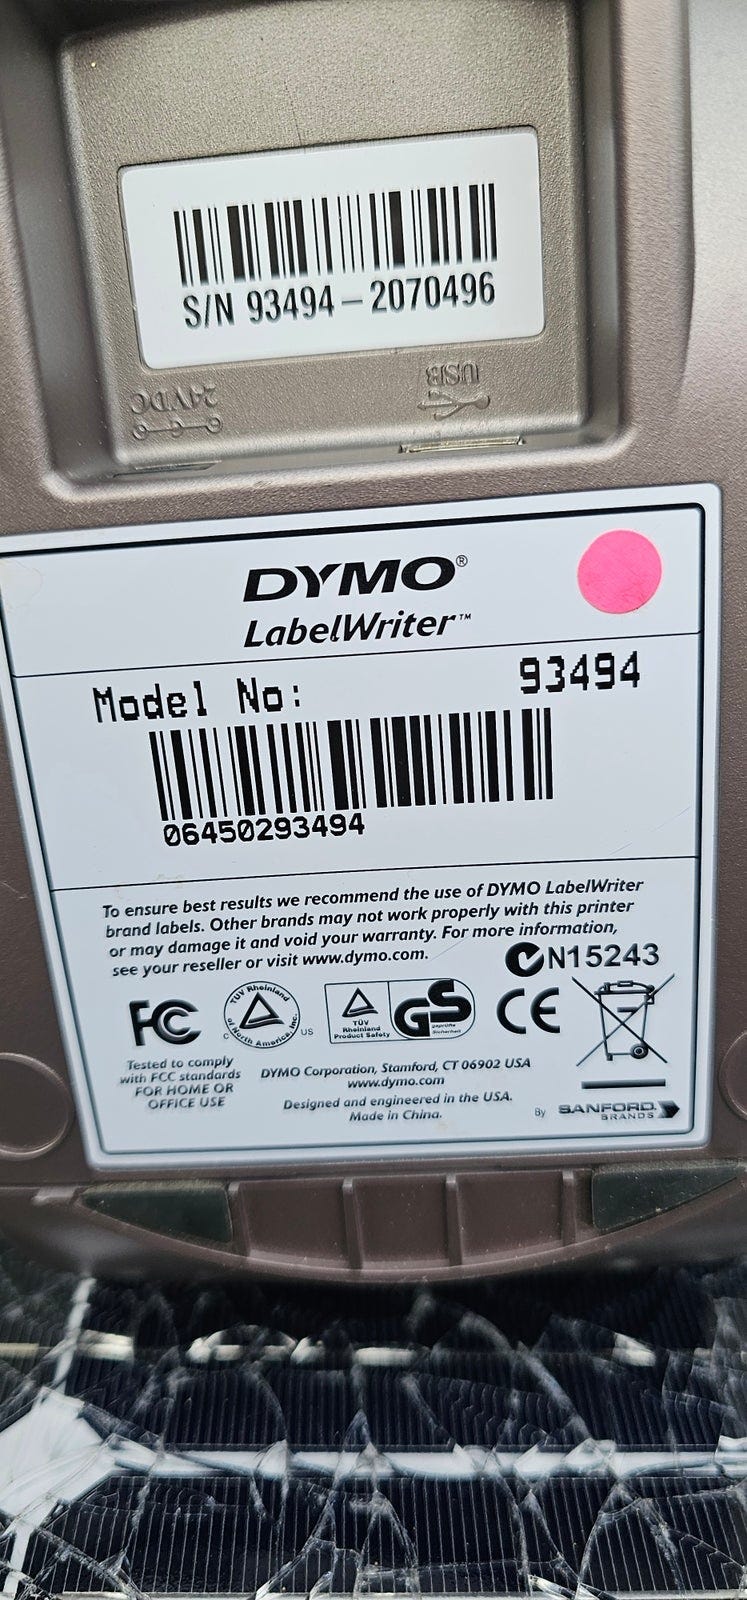 S/N 93494-2070496
24VDC
USB
DYMO®
LabelWriter™
Model No: 93494
06450293494
To ensure best results we recommend the use of DYMO LabelWriter
brand labels. Other brands may not work properly with this printer
or may damage it and void your warranty. For more information,
see your reseller or visit www.dymo.com.
N15243
FC
TÜV Rheinland
of North America, Inc.
C US
TÜV
Rheinland
Product Safety
GS
geprüfte
Sicherheit
CE
Tested to comply
with FCC standards
FOR HOME OR
OFFICE USE
DYMO Corporation, Stamford, CT 06902 USA
www.dymo.com
Designed and engineered in the USA.
Made in China.
By SANFORD.
BRANDS